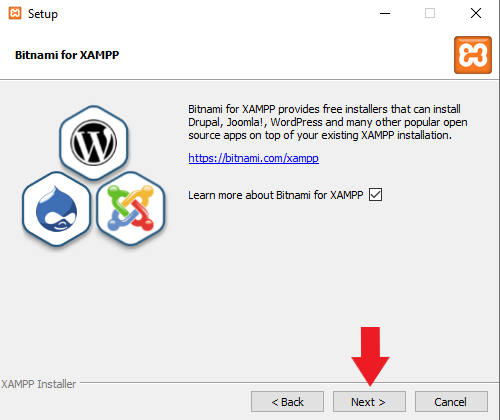 Setup
Bitnami for XAMPP
Bitnami for XAMPP provides free installers that can install
Drupal, Joomla!, WordPress and many other popular open
source apps on top of your existing XAMPP installation.
https://bitnami.com/xampp
Learn more about Bitnami for XAMPP
XAMPP Installer
< Back
Next >
Cancel